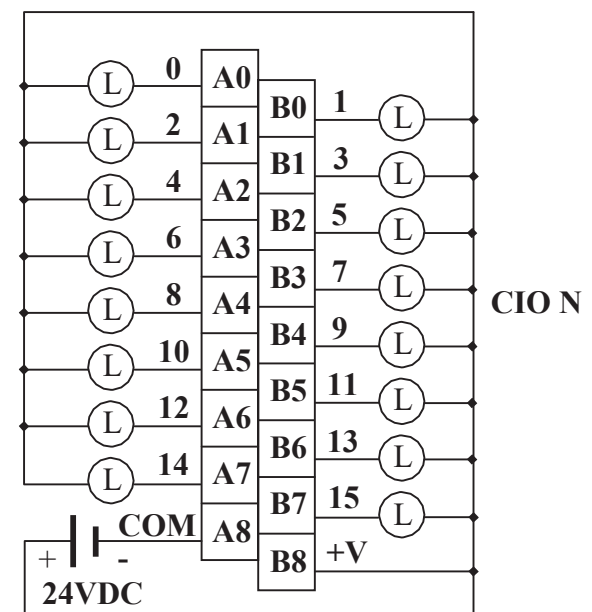 0 A0
L B0 1
L
2 A1
L B1 3
L
4 A2
L B2 5
L
6 A3
L B3 7
L
CIO N
8 A4
L B4 9
L
10 A5
L B5 11
L
12 A6
L B6 13
L
14 A7
L B7 15
L
COM A8
+ - B8 +V
24VDC